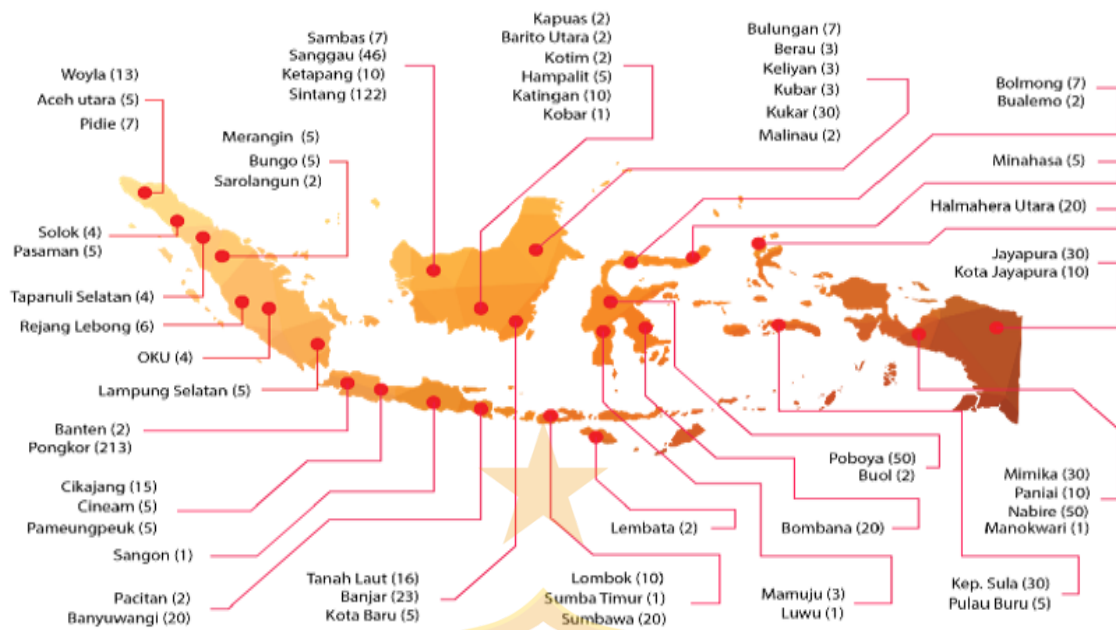 Woyla (13)
Aceh utara (5)
Pidie (7)
Sambas (7)
Sanggau (46)
Ketapang (10)
Sintang (122)
Kapuas (2)
Barito Utara (2)
Kotim (2)
Hampalit (5)
Katingan (10)
Kobar (1)
Bulungan (7)
Berau (3)
Keliyan (3)
Kubar (3)
Kukar (30)
Malinau (2)
Bolmong (7)
Bualemo (2)
Merangin (5)
Bungo (5)
Sarolangun (2)
Minahasa (5)
Halmahera Utara (20)
Jayapura (30)
Kota Jayapura (10)
Solok (4)
Pasaman (5)
Tapanuli Selatan (4)
Rejang Lebong (6)
OKU (4)
Lampung Selatan (5)
Banten (2)
Pongkor (213)
Cikajang (15)
Cineam (5)
Pameungpeuk (5)
Sangon (1)
Pacitan (2)
Banyuwangi (20)
Tanah Laut (16)
Banjar (23)
Kota Baru (5)
Lembata (2)
Lombok (10)
Sumba Timur (1)
Sumbawa (20)
Poboya (50)
Buol (2)
Bombana (20)
Mamuju (3)
Luwu (1)
Mimika (30)
Paniai (10)
Nabire (50)
Manokwari (1)
Kep. Sula (30)
Pulau Buru (5)